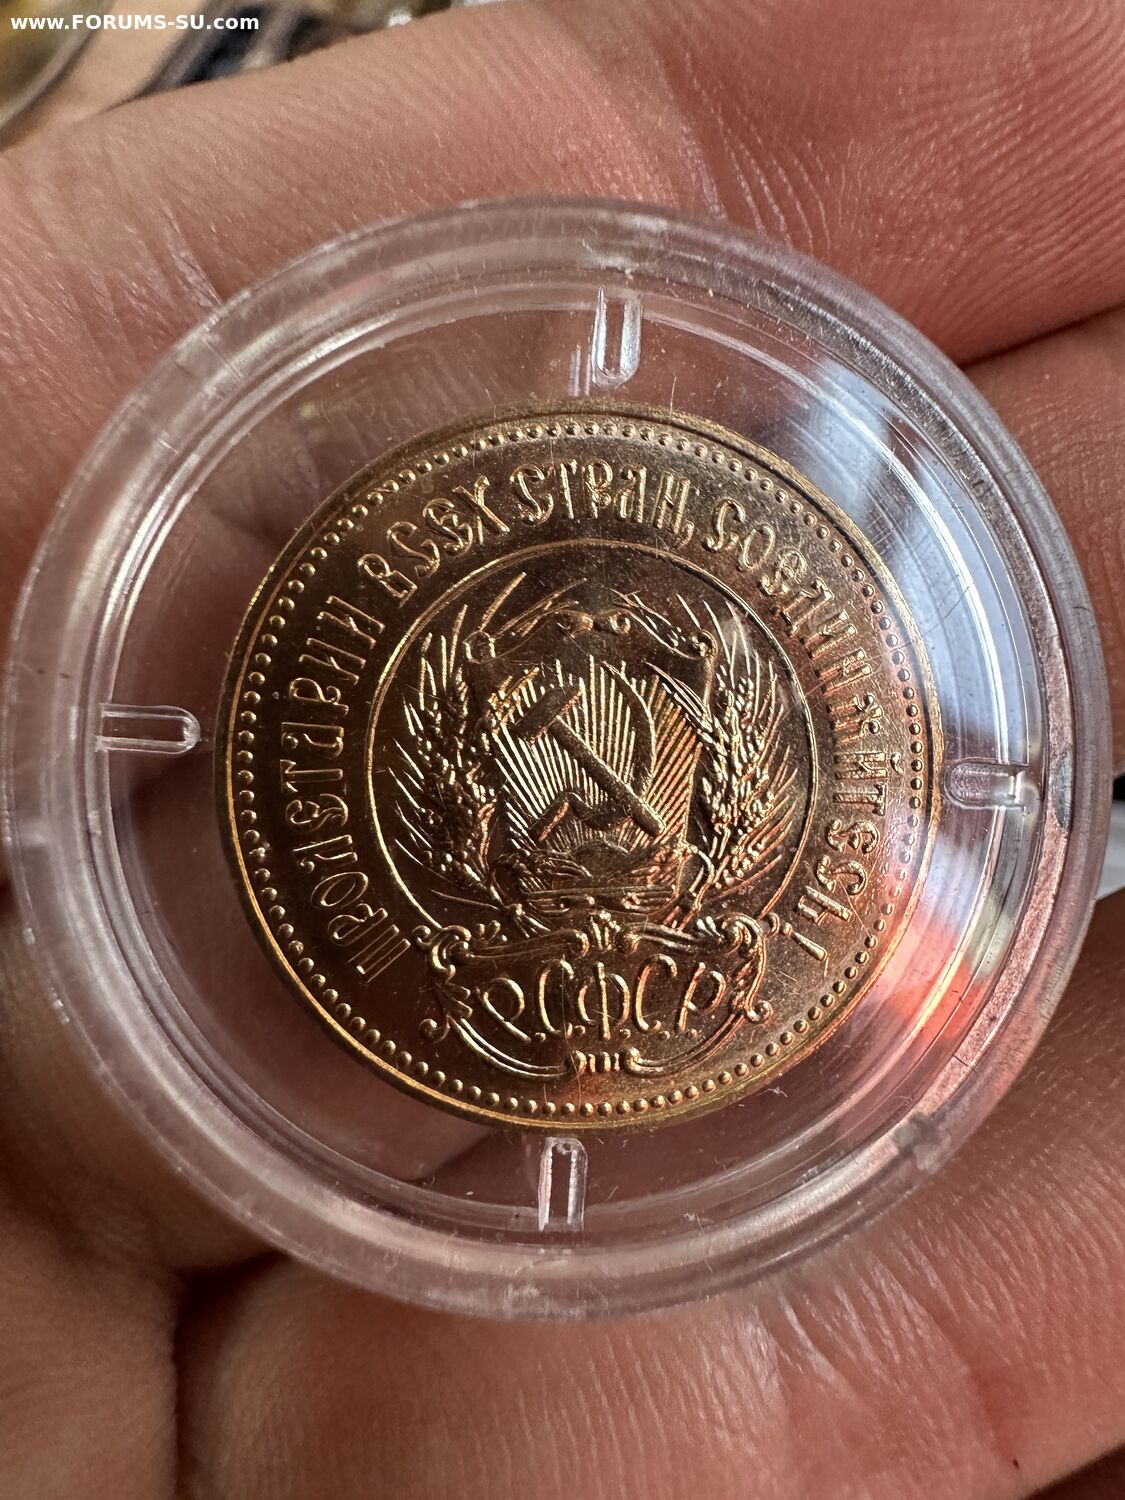 www.FORUMS-SU.com
ПРОЛЕТАРИИ ВСЕХ СТРАН, СОЕДИНЯЙТЕСЬ!
Р.С.Ф.С.Р.